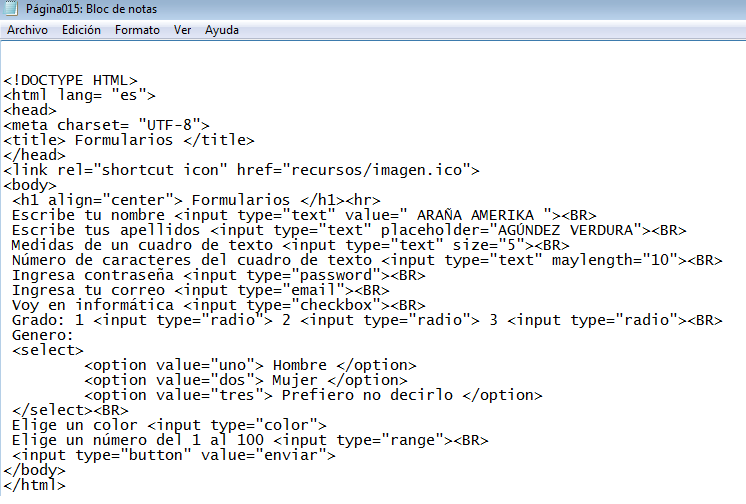 Página015: Bloc de notas
Archivo Edición Formato Ver Ayuda
<!DOCTYPE HTML>
<html lang= "es">
<head>
<meta charset= "UTF-8">
<title> Formularios </title>
</head>
<link rel="shortcut icon" href="recursos/imagen.ico">
<body>
 <h1 align="center"> Formularios </h1><hr>
 Escribe tu nombre <input type="text" value=" ARAÑA AMERIKA "><BR>
 Escribe tus apellidos <input type="text" placeholder="AGÚNDEZ VERDURA"><BR>
 Medidas de un cuadro de texto <input type="text" size="5"><BR>
 Número de caracteres del cuadro de texto <input type="text" maylength="10"><BR>
 Ingresa contraseña <input type="password"><BR>
 Ingresa tu correo <input type="email"><BR>
 Voy en informática <input type="checkbox"><BR>
 Grado: 1 <input type="radio"> 2 <input type="radio"> 3 <input type="radio"><BR>
 Genero:
 <select>
         <option value="uno"> Hombre </option>
         <option value="dos"> Mujer </option>
         <option value="tres"> Prefiero no decirlo </option>
 </select><BR>
 Elige un color <input type="color">
 Elige un número del 1 al 100 <input type="range"><BR>
 <input type="button" value="enviar">
</body>
</html>